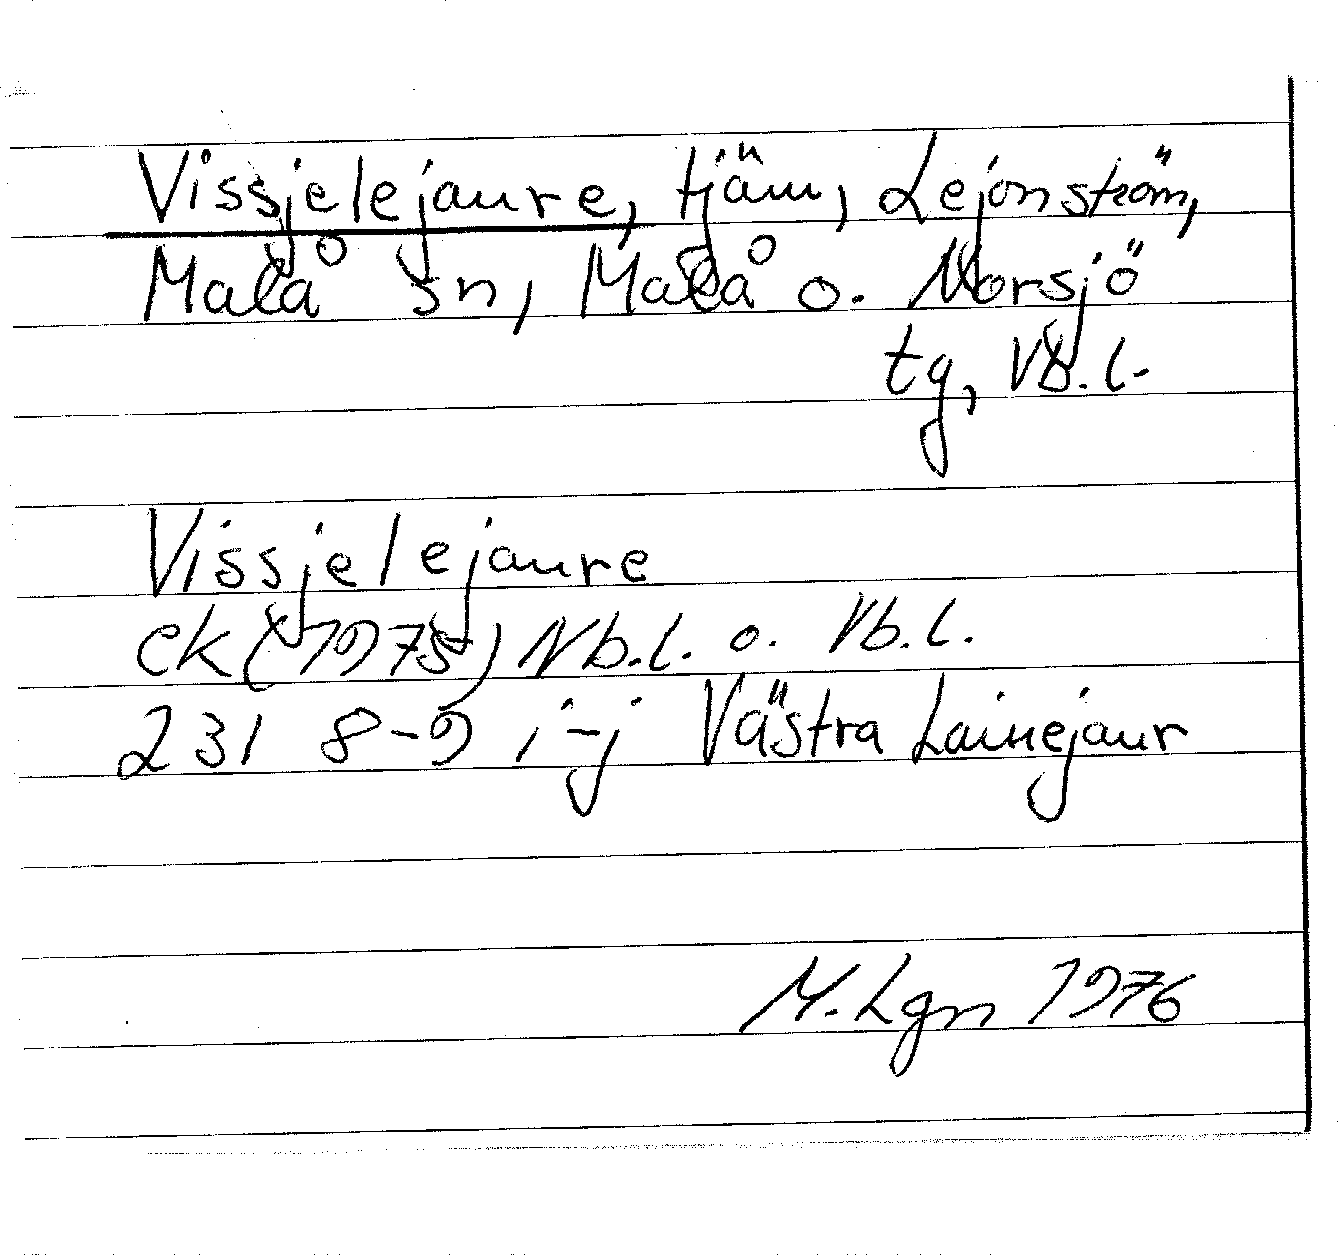 Vissjelejaure, tjärn, Lejonström,
Malå sn, Malå o. Norsjö
tg, Vb.l.
Vissjelejaure
ek (1975) Nb.l. o. Vb.l.
231 8-9 i-j Västra Lainejaur
M. Lgn 1976